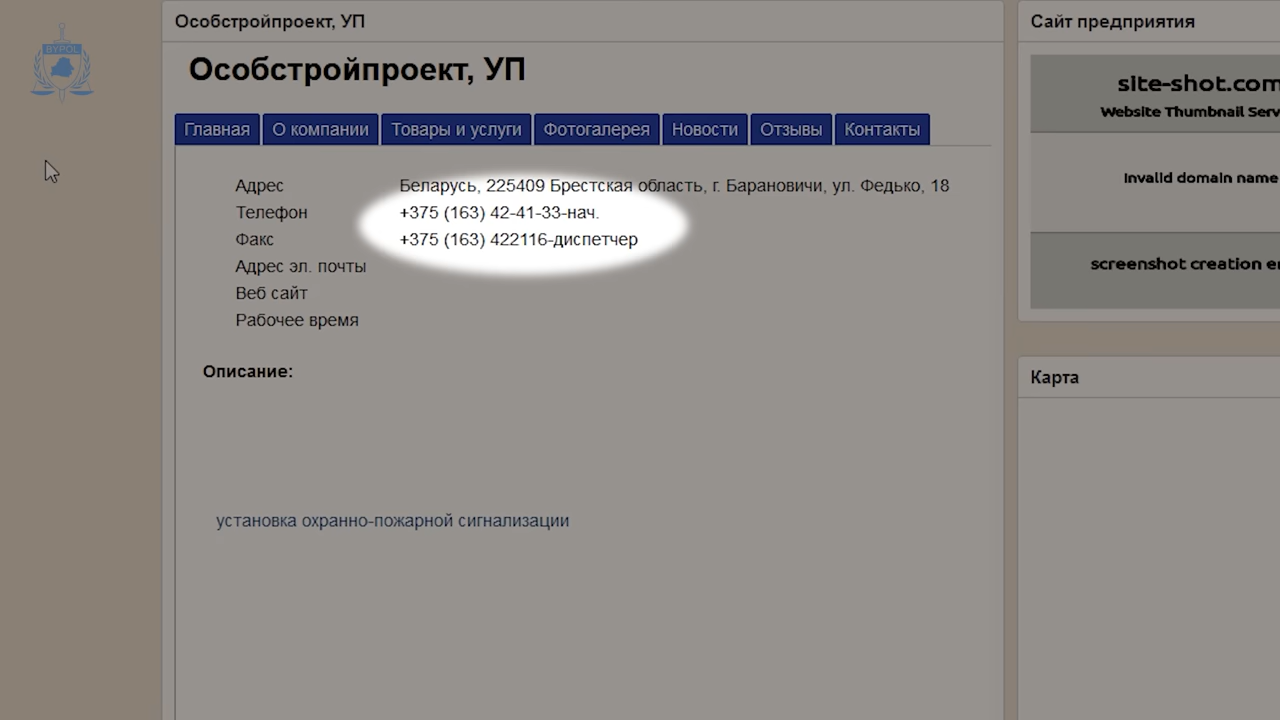 BYPOL
Особстройпроект, УП
Особстройпроект, УП
Главная
О компании
Товары и услуги
Фотогалерея
Новости
Отзывы
Контакты
Адрес Беларусь, 225409 Брестская область, г. Барановичи, ул. Федько, 18
Телефон +375 (163) 42-41-33-нач.
Факс +375 (163) 422116-диспетчер
Адрес эл. почты
Веб сайт
Рабочее время
Описание:
установка охранно-пожарной сигнализации
Сайт предприятия
site-shot.com
Website Thumbnail Serv
Invalid domain name
screenshot creation er
Карта